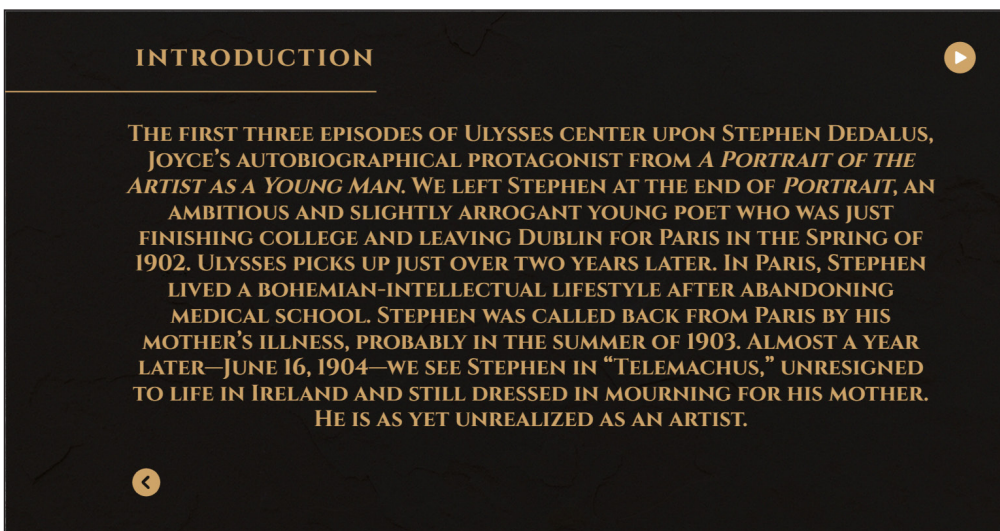 INTRODUCTION
The first three episodes of Ulysses center upon Stephen Dedalus,
Joyce’s autobiographical protagonist from A Portrait of the
Artist as a Young Man. We left Stephen at the end of Portrait, an
ambitious and slightly arrogant young poet who was just
finishing college and leaving Dublin for Paris in the Spring of
1902. Ulysses picks up just over two years later. In Paris, Stephen
lived a bohemian-intellectual lifestyle after abandoning
medical school. Stephen was called back from Paris by his
mother’s illness, probably in the summer of 1903. Almost a year
later—June 16, 1904—we see Stephen in “Telemachus,” unresigned
to life in Ireland and still dressed in mourning for his mother.
He is as yet unrealized as an artist.